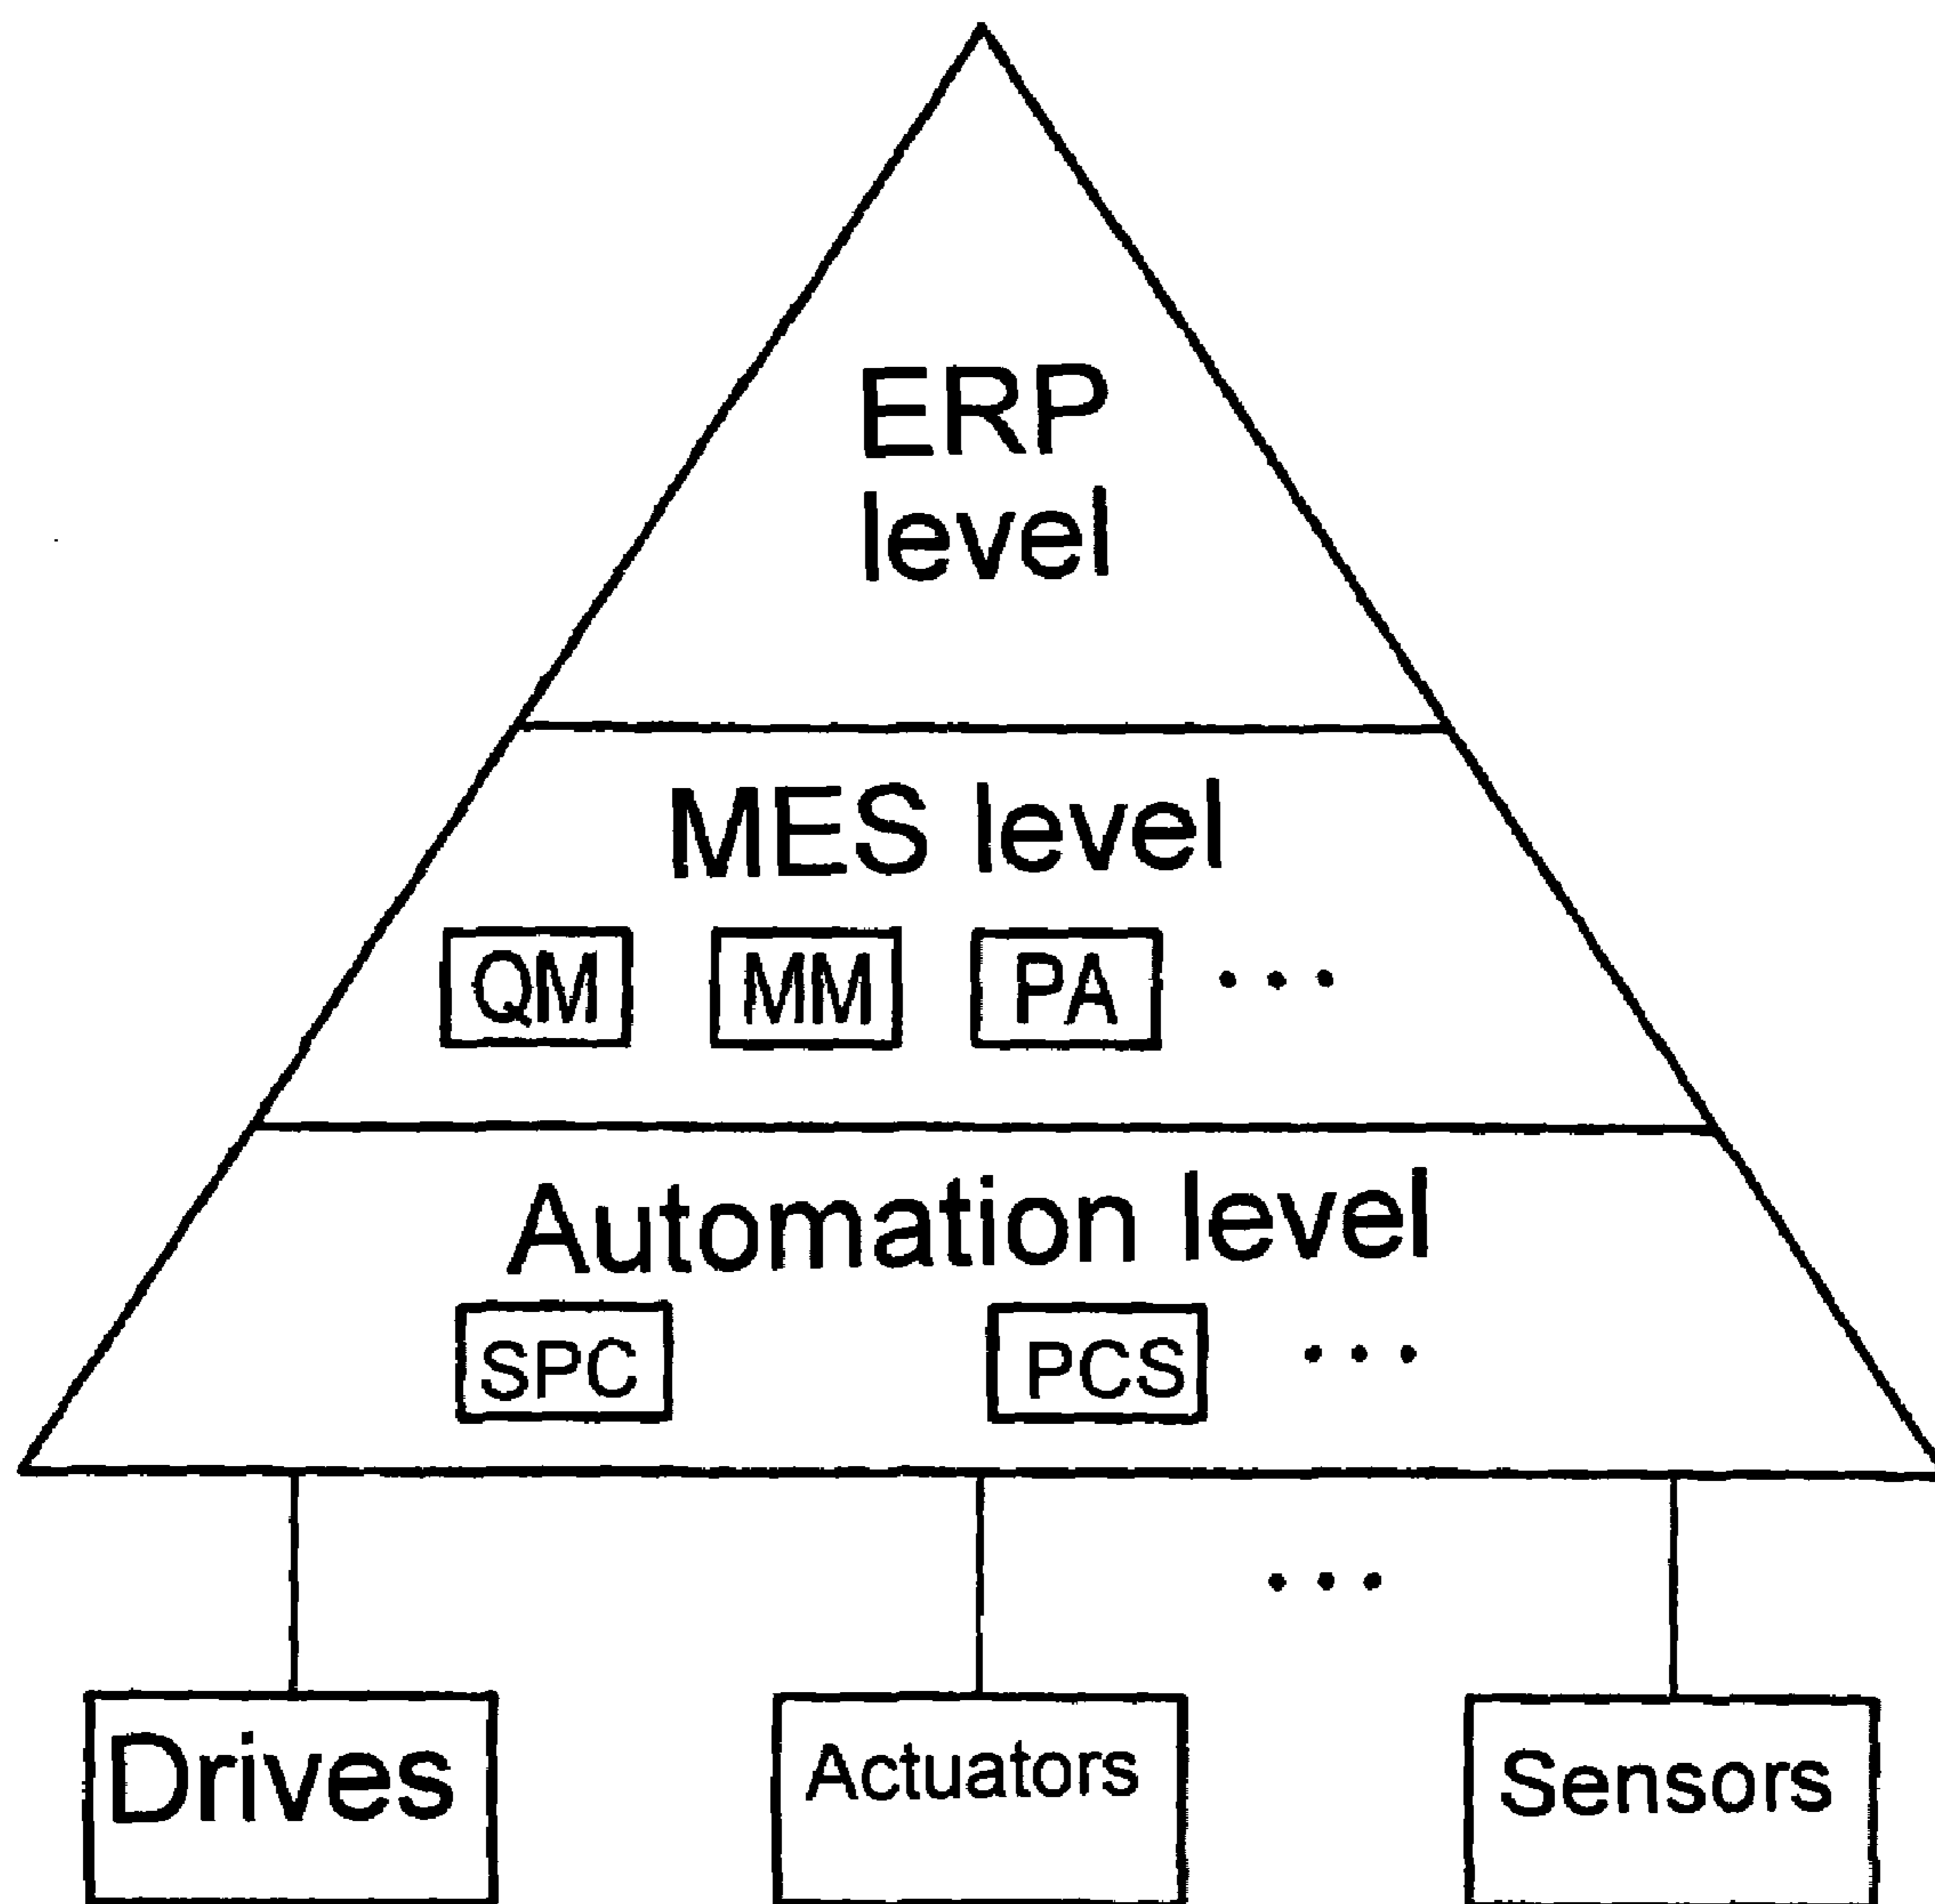 ERP
level
MES level
QM MM PA ...
Automation level
SPC PCS ...
...
Drives Actuators Sensors